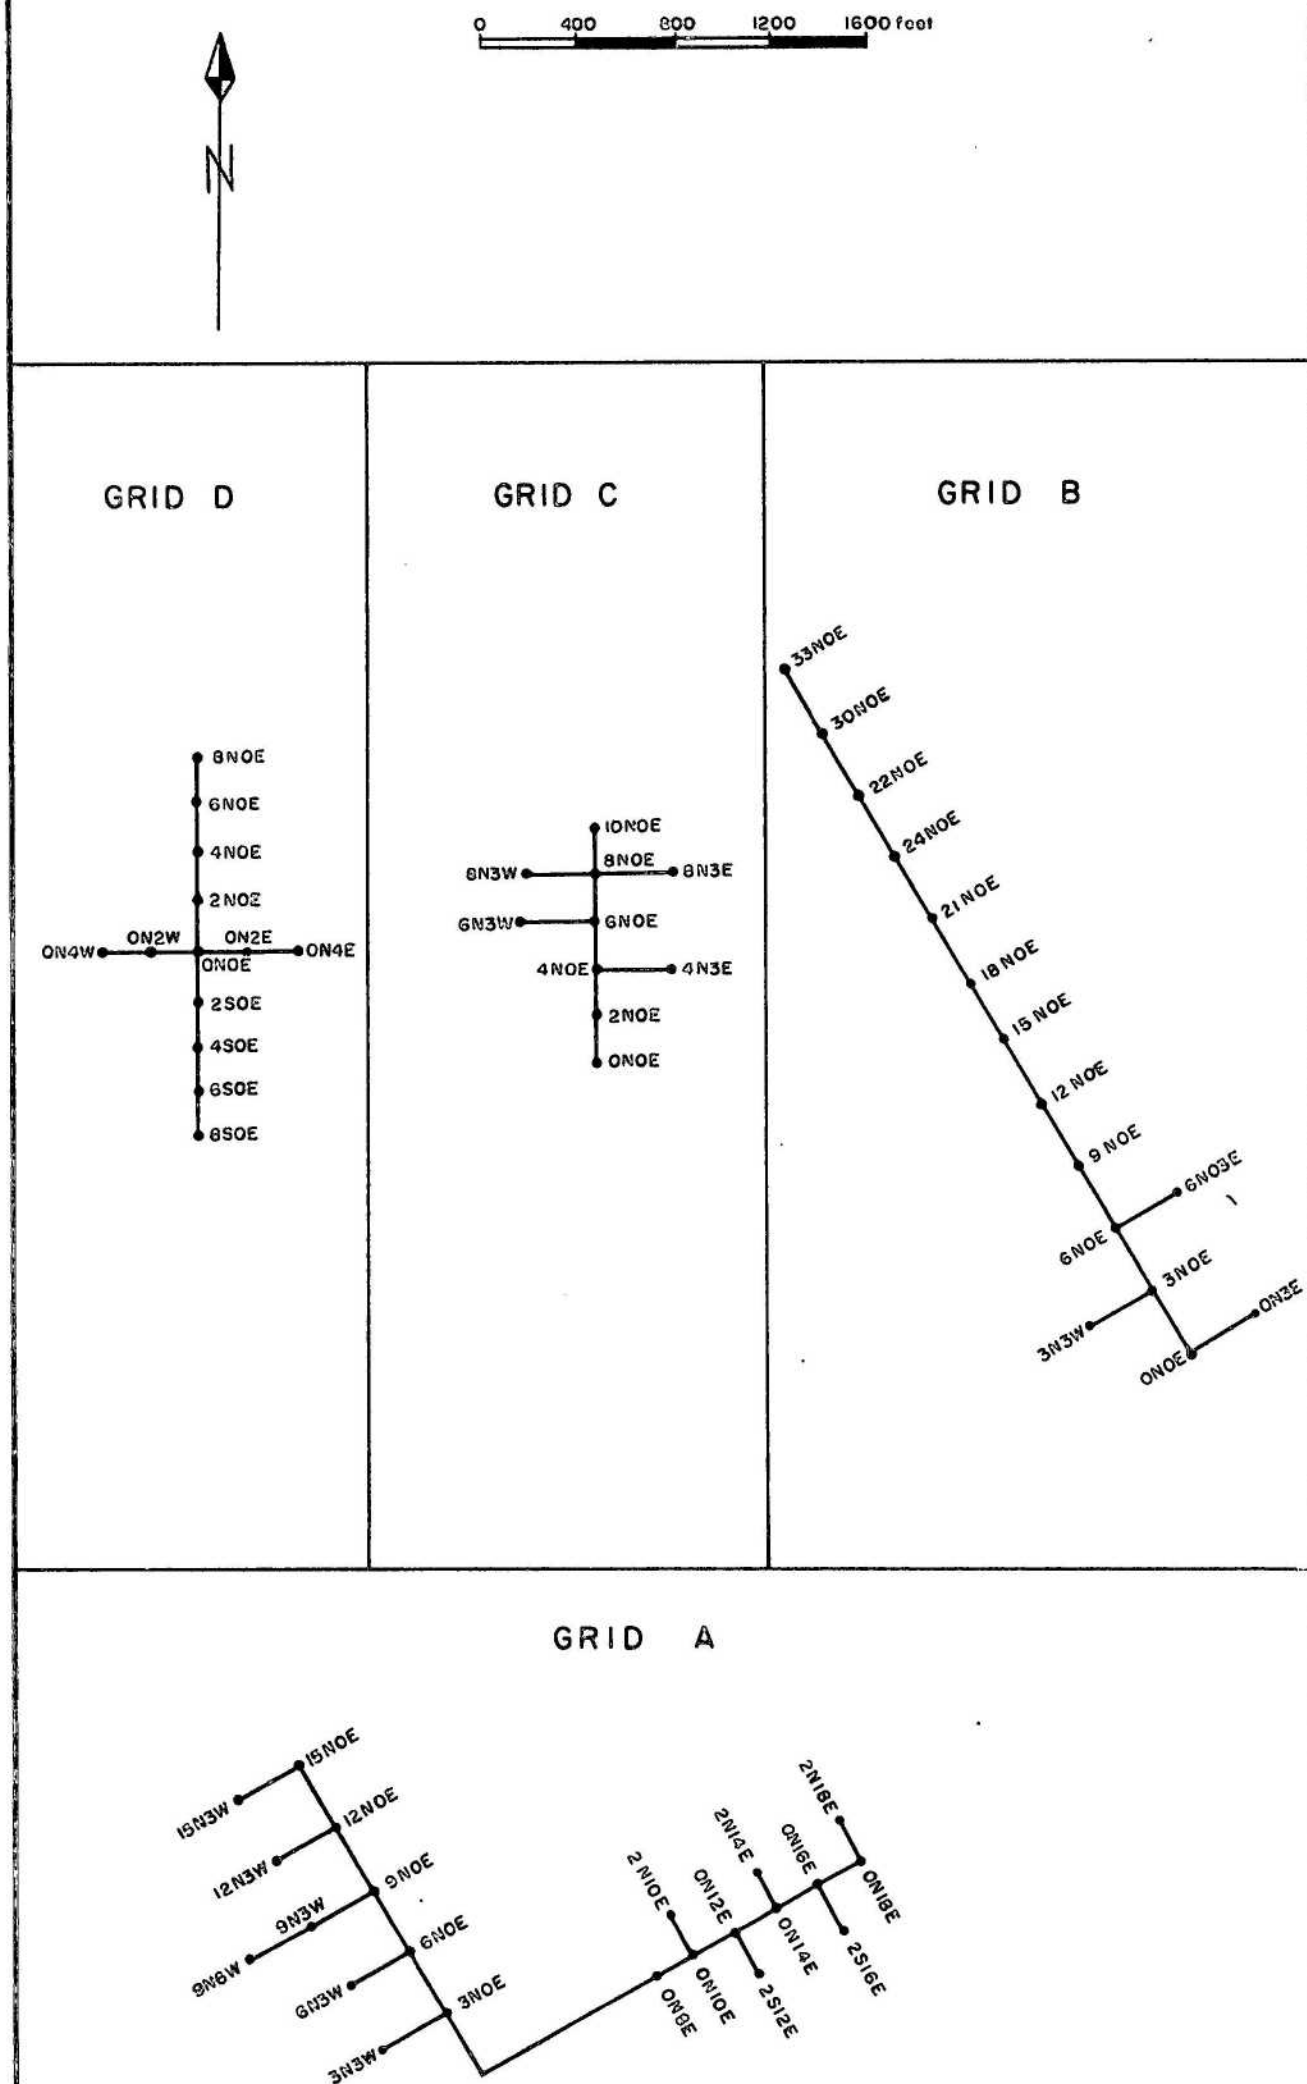 0 400 800 1200 1600 feet
N
GRID D
GRID C
GRID B
8NOE
6NOE
4NOE
2NOE
ON4W ON2W ON2E ON4E
ONOE
2SOE
4SOE
6SOE
8SOE
10NOE
8N3W 8NOE 8N3E
6N3W 6NOE
4NOE 4N3E
2NOE
ONOE
33NOE
30NOE
22NOE
24NOE
21NOE
18NOE
15NOE
12NOE
9NOE
6NO3E
6NOE
3NOE
ON3E
3N3W
ONOE
GRID A
15NOE
15N3W
12NOE
12N3W
9NOE
9N3W
9N6W
6NOE
6N3W
3NOE
3N3W
2N10E
2N14E
2N18E
ON12E
ON16E
ON8E
ON10E
2S12E
ON14E
2S16E
ON18E